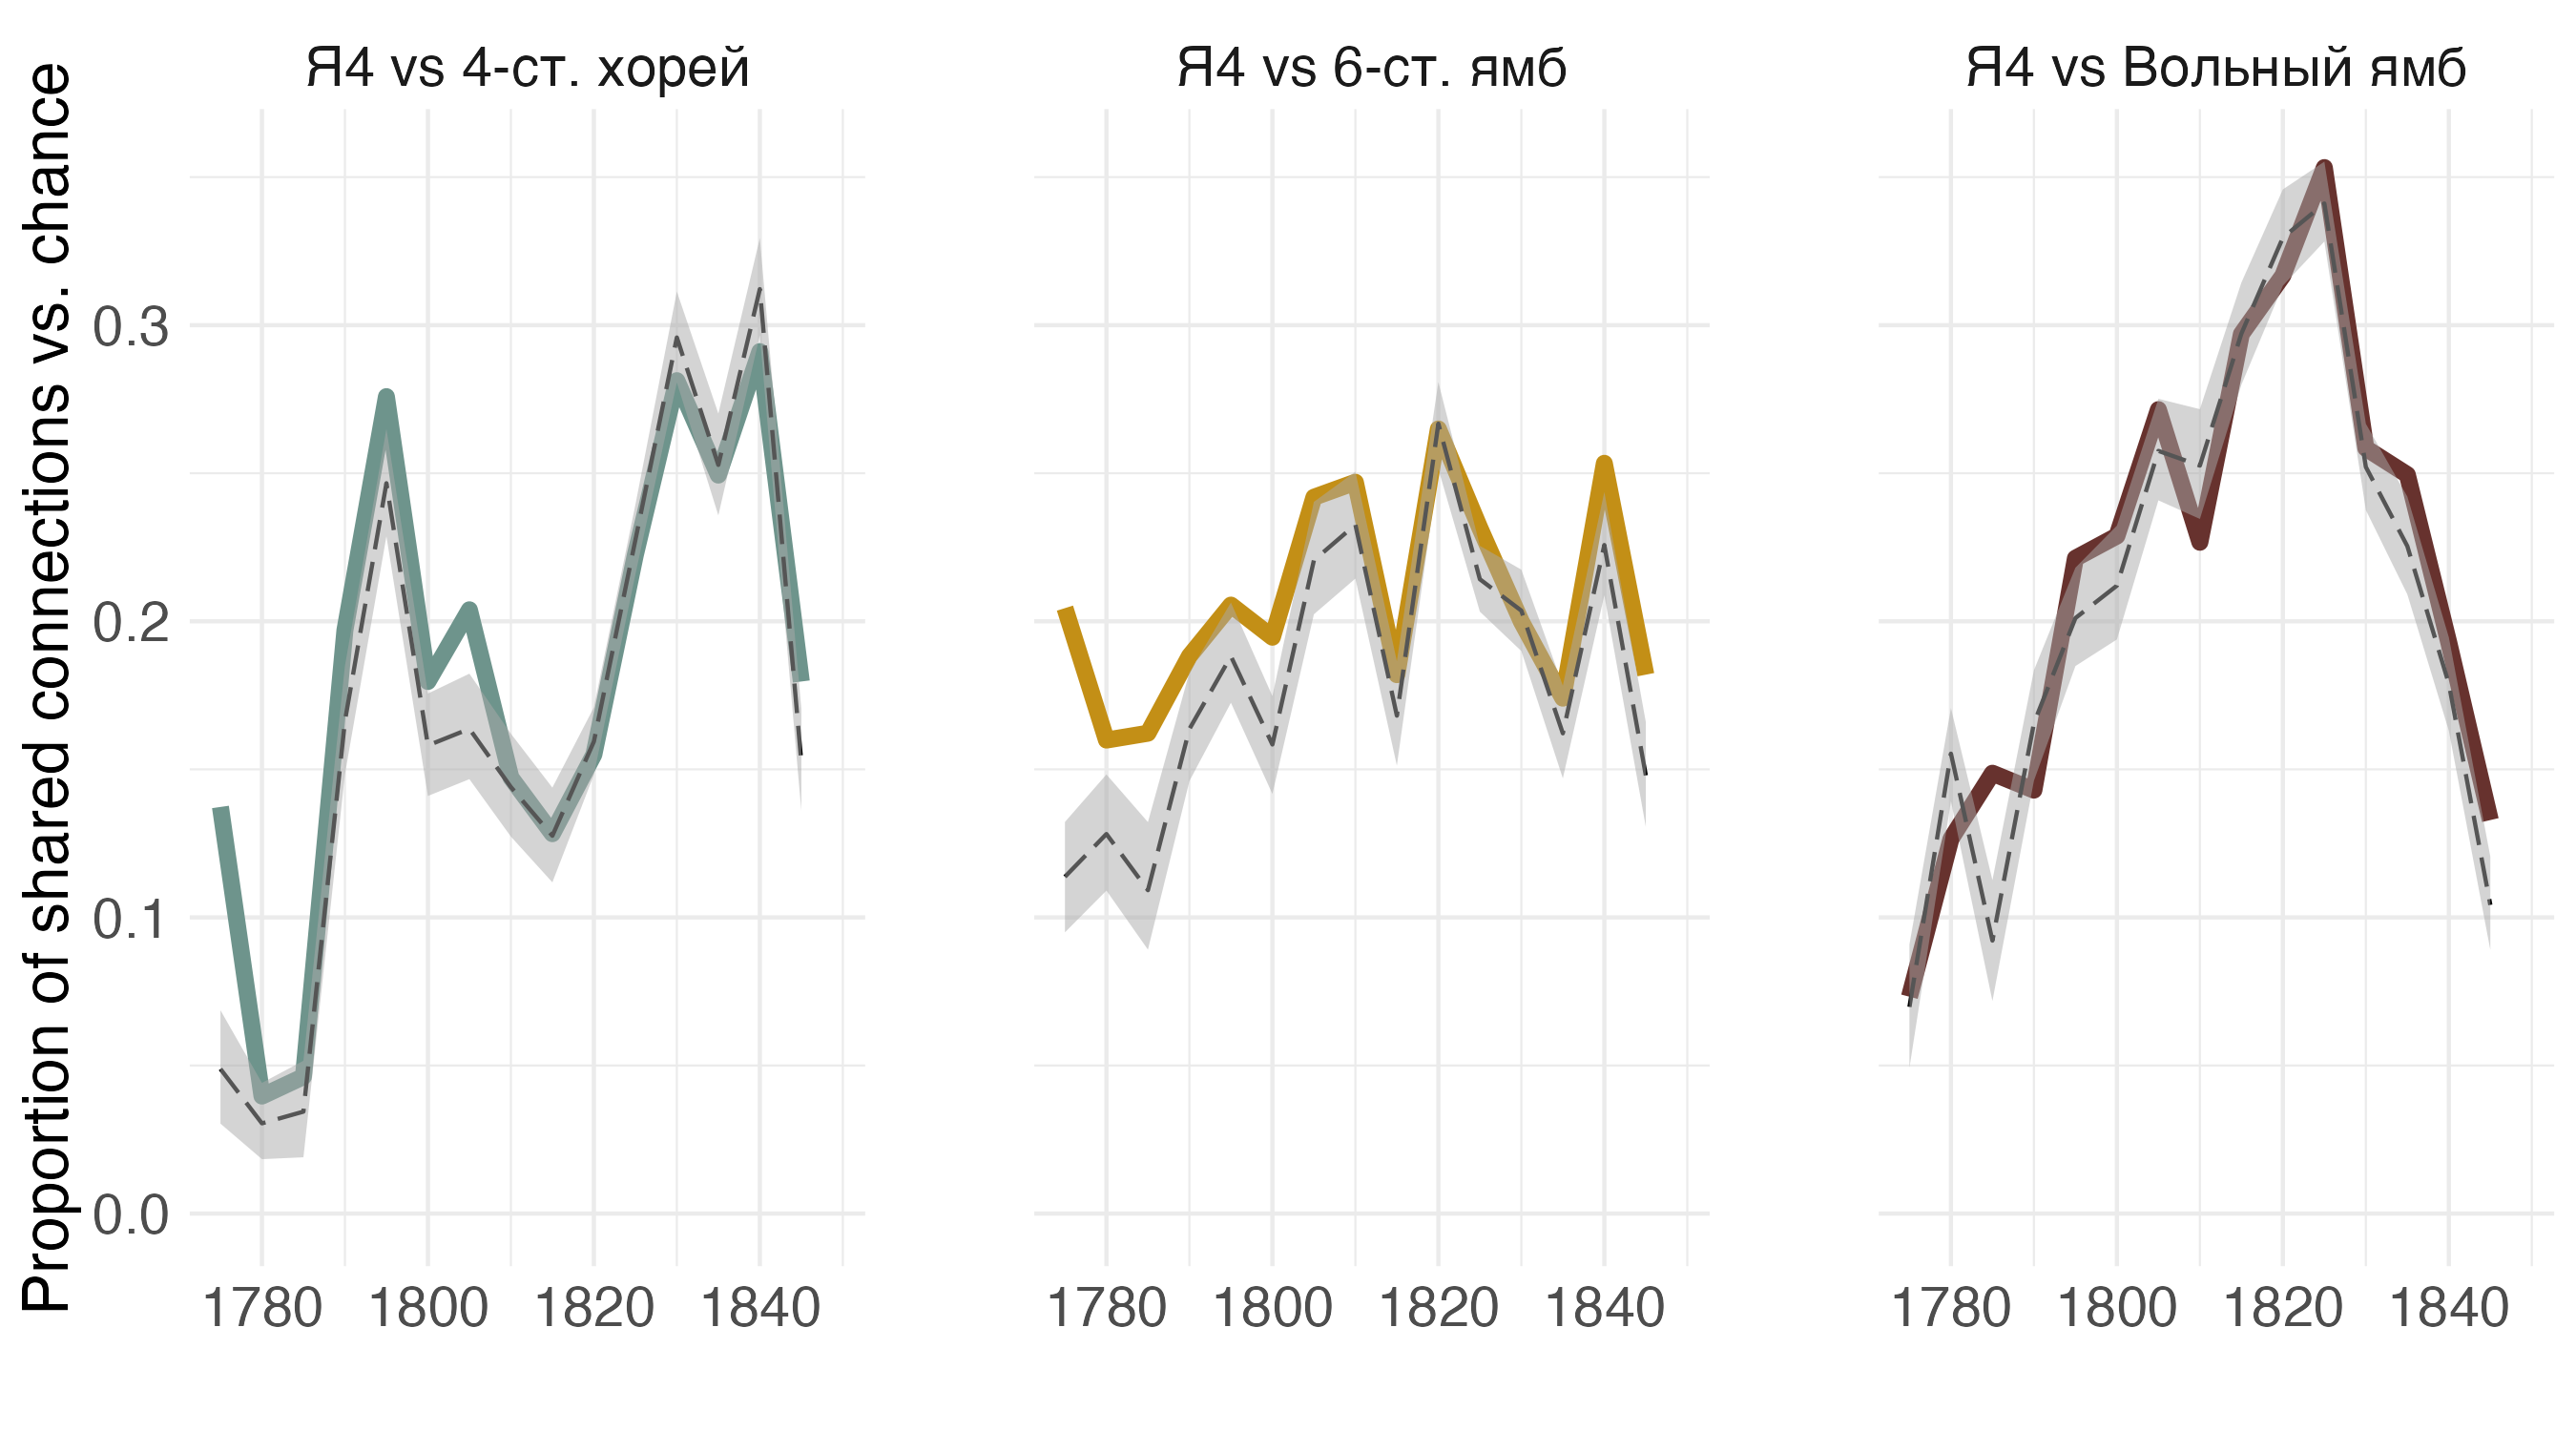 Я4 vs 4-ст. хорей
Я4 vs 6-ст. ямб
Я4 vs Вольный ямб
Proportion of shared connections vs. chance
0.3
0.2
0.1
0.0
1780 1800 1820 1840
1780 1800 1820 1840
1780 1800 1820 1840